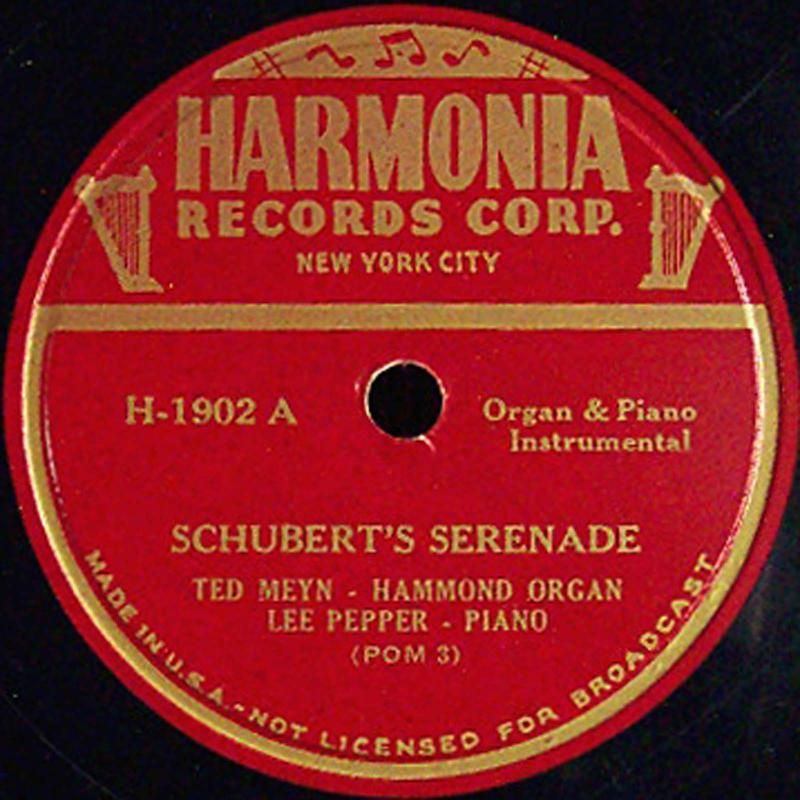 HARMONIA
RECORDS CORP.
NEW YORK CITY
H-1902 A
Organ & Piano
Instrumental
SCHUBERT'S SERENADE
TED MEYN - HAMMOND ORGAN
LEE PEPPER - PIANO
(POM 3)
MADE IN U.S.A. - NOT LICENSED FOR BROADCAST